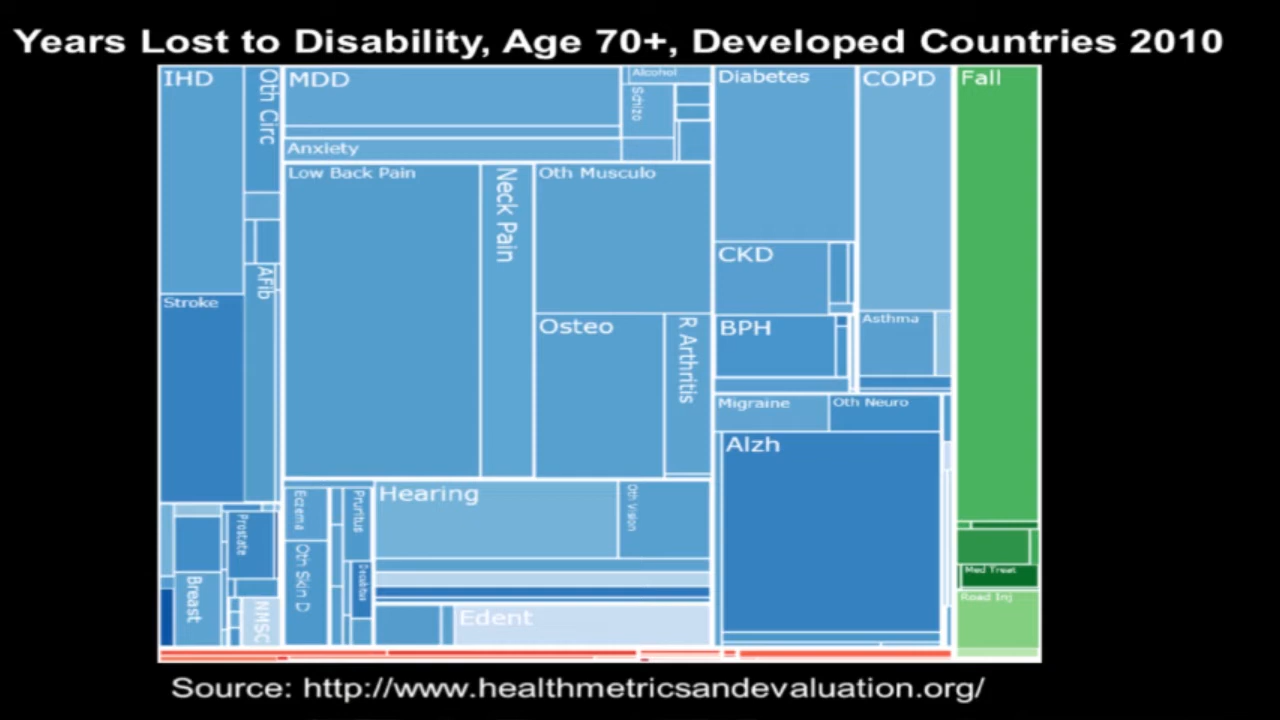 Years Lost to Disability, Age 70+, Developed Countries 2010
IHD
Oth Circ
MDD
Alcohol
Schizo
Diabetes
COPD
Fall
Anxiety
Low Back Pain
Neck Pain
Oth Musculo
CKD
AFib
Stroke
Osteo
R Arthritis
BPH
Asthma
Migraine
Oth Neuro
Alzh
Eczema
Pruritus
Hearing
Oth Vision
Prostate
Oth Skin D
Decubitus
Breast
NMSC
Edent
Med Treat
Road Inj
Source: http://www.healthmetricsandevaluation.org/